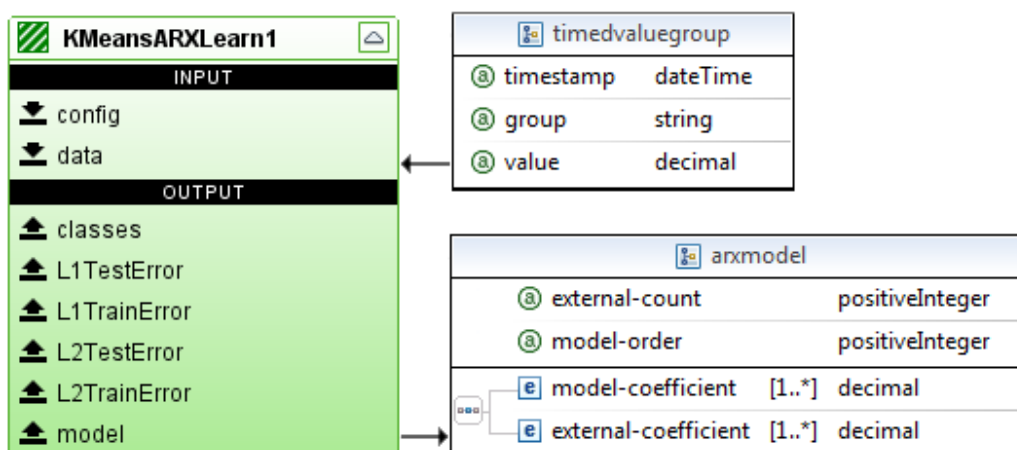 KMeansARXLearn1
INPUT
config
data
OUTPUT
classes
L1TestError
L1TrainError
L2TestError
L2TrainError
model
timedvaluegroup
a timestamp dateTime
a group string
a value decimal
arxmodel
a external-count positiveInteger
a model-order positiveInteger
e model-coefficient [1..*] decimal
e external-coefficient [1..*] decimal